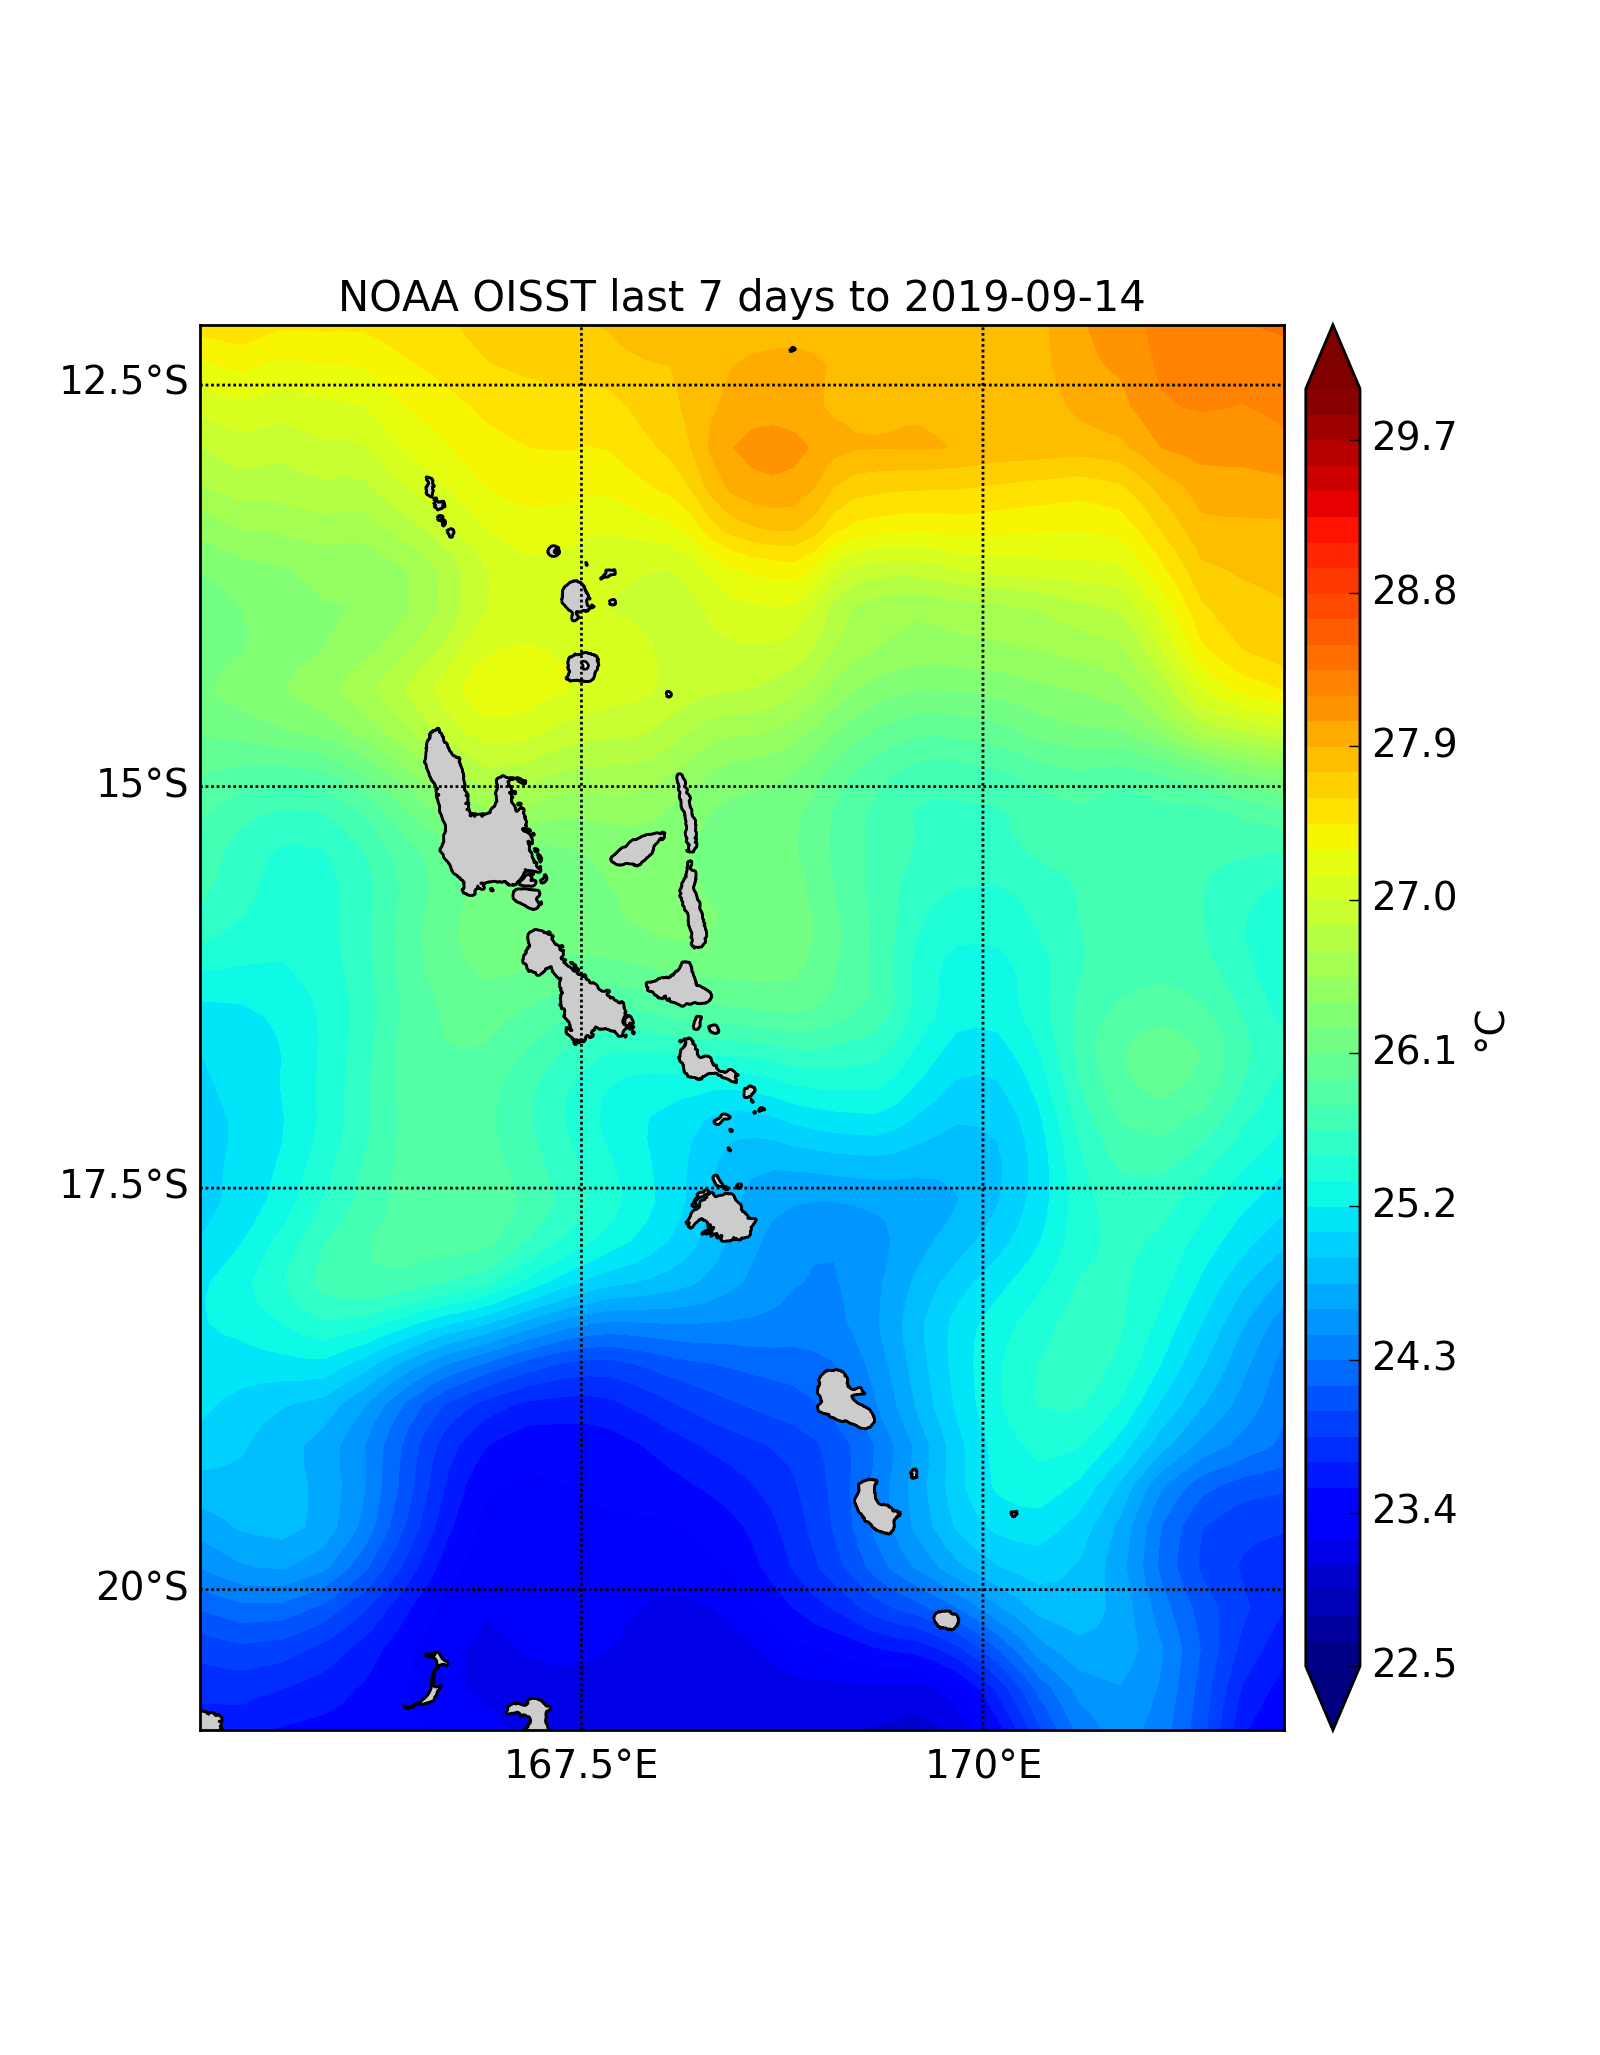 NOAA OISST last 7 days to 2019-09-14
12.5°S
15°S
17.5°S
20°S
167.5°E
170°E
29.7
28.8
27.9
27.0
26.1
25.2
24.3
23.4
22.5
°C